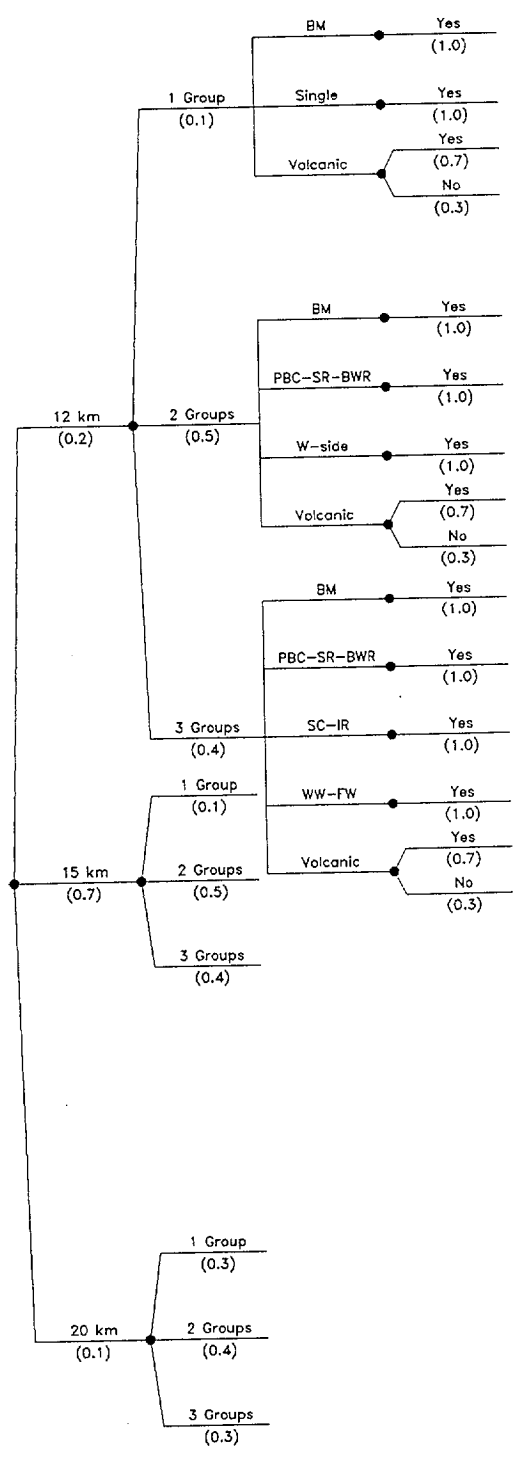 BM
Yes
(1.0)
1 Group
(0.1)
Single
Yes
(1.0)
Volcanic
Yes
(0.7)
No
(0.3)
12 km
(0.2)
2 Groups
(0.5)
BM
Yes
(1.0)
PBC-SR-BWR
Yes
(1.0)
W-side
Yes
(1.0)
Volcanic
Yes
(0.7)
No
(0.3)
3 Groups
(0.4)
BM
Yes
(1.0)
PBC-SR-BWR
Yes
(1.0)
SC-IR
Yes
(1.0)
WW-FW
Yes
(1.0)
Volcanic
Yes
(0.7)
No
(0.3)
15 km
(0.7)
1 Group
(0.1)
2 Groups
(0.5)
3 Groups
(0.4)
20 km
(0.1)
1 Group
(0.3)
2 Groups
(0.4)
3 Groups
(0.3)